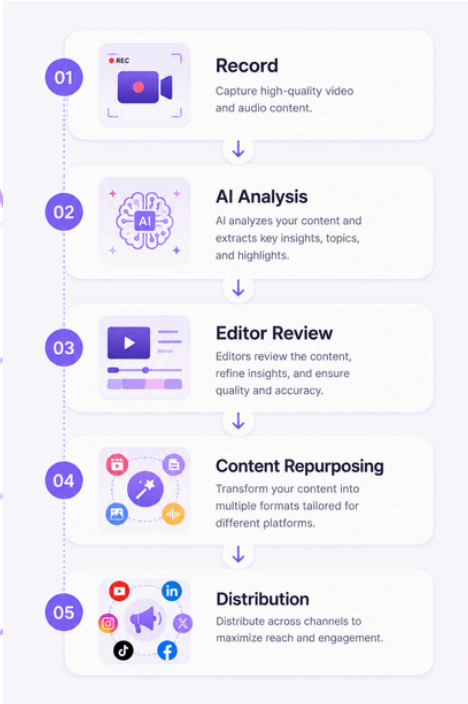 01
REC
Record
Capture high-quality video
and audio content.
02
AI
AI Analysis
AI analyzes your content and
extracts key insights, topics,
and highlights.
03
Editor Review
Editors review the content,
refine insights, and ensure
quality and accuracy.
04
Content Repurposing
Transform your content into
multiple formats tailored for
different platforms.
05
in
X
f
Distribution
Distribute across channels to
maximize reach and engagement.